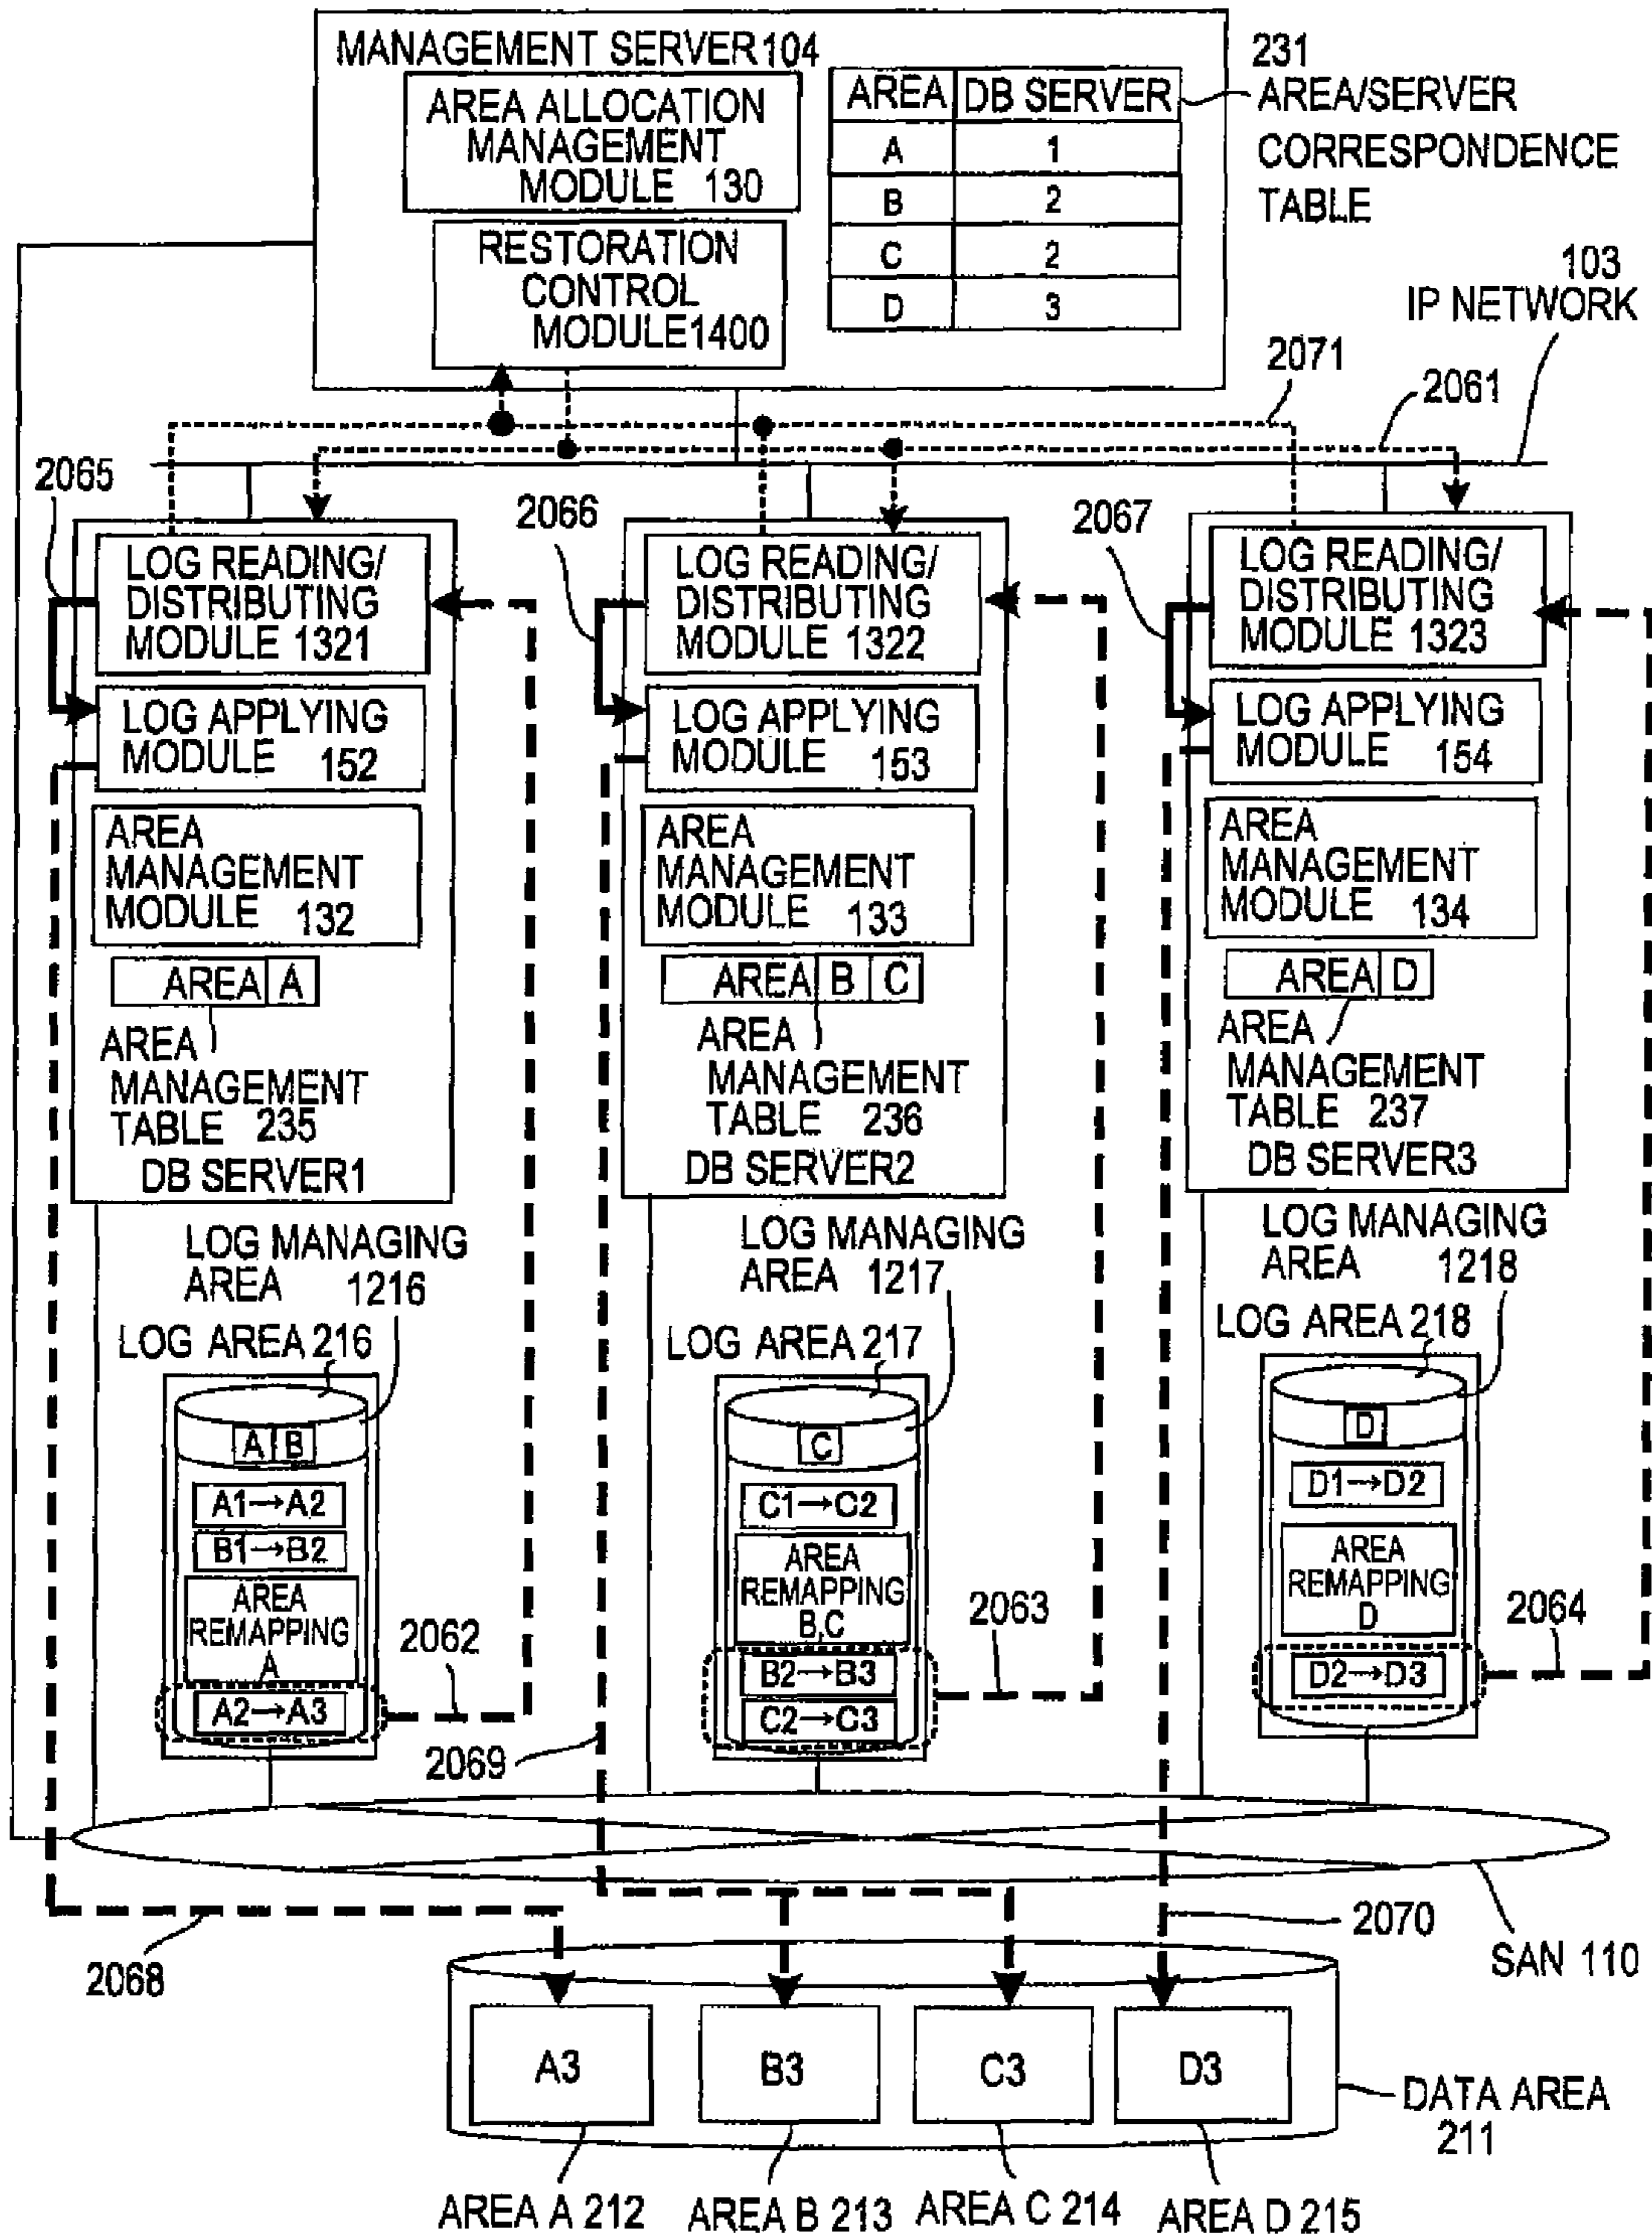 MANAGEMENT SERVER104
AREA ALLOCATION
MANAGEMENT
MODULE 130
RESTORATION
CONTROL
MODULE1400
AREA DB SERVER
A 1
B 2
C 2
D 3
231
AREA/SERVER
CORRESPONDENCE
TABLE
103
IP NETWORK
2071
2061
2065
LOG READING/
DISTRIBUTING
MODULE 1321
LOG APPLYING
MODULE 152
AREA
MANAGEMENT
MODULE 132
AREA A
AREA
MANAGEMENT
TABLE 235
DB SERVER1
2066
LOG READING/
DISTRIBUTING
MODULE 1322
LOG APPLYING
MODULE 153
AREA
MANAGEMENT
MODULE 133
AREA B C
AREA
MANAGEMENT
TABLE 236
DB SERVER2
2067
LOG READING/
DISTRIBUTING
MODULE 1323
LOG APPLYING
MODULE 154
AREA
MANAGEMENT
MODULE 134
AREA D
AREA
MANAGEMENT
TABLE 237
DB SERVER3
LOG MANAGING
AREA 1216
LOG AREA 216
A B
A1→A2
B1→B2
AREA
REMAPPING
A
A2→A3
2062
LOG MANAGING
AREA 1217
LOG AREA 217
C
C1→C2
AREA
REMAPPING
B,C
B2→B3
C2→C3
2063
LOG MANAGING
AREA 1218
LOG AREA 218
D
D1→D2
AREA
REMAPPING
D
D2→D3
2064
2069
2068
2070
SAN 110
A3
B3
C3
D3
DATA AREA
211
AREA A 212
AREA B 213
AREA C 214
AREA D 215